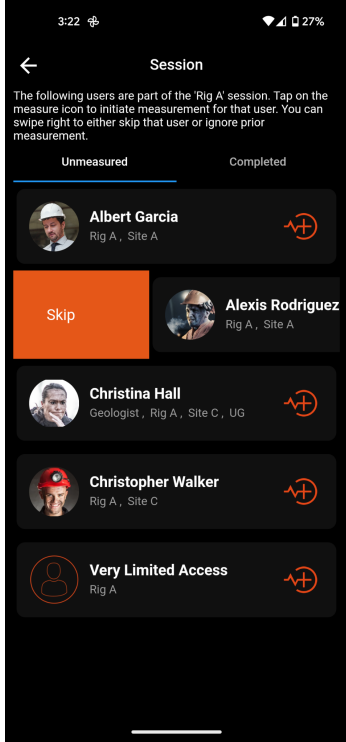 3:22 27%
Session
The following users are part of the 'Rig A' session. Tap on the
measure icon to initiate measurement for that user. You can
swipe right to either skip that user or ignore prior
measurement.
Unmeasured Completed
Albert Garcia
Rig A , Site A
Skip
Alexis Rodriguez
Rig A , Site A
Christina Hall
Geologist , Rig A , Site C , UG
Christopher Walker
Rig A , Site C
Very Limited Access
Rig A